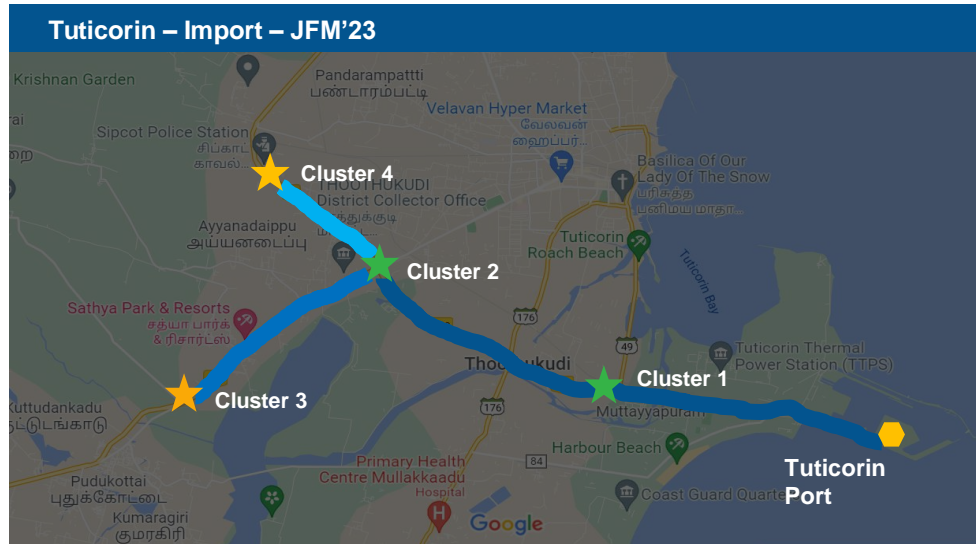 Tuticorin – Import – JFM'23
Krishnan Garden
Pandarampattti
பண்டாரம்பட்டி
Velavan Hyper Market
வேலவன்
ஹைப்பர்...
Sipcot Police Station
சிப்காட்
காவல்...
Cluster 4
THOOTHUKUDI
District Collector Office
Basilica Of Our
Lady Of The Snow
பரிசுத்த
பனிமய மாதா...
Ayyanadaippu
அய்யனடைப்பு
Tuticorin
Roach Beach
Cluster 2
Tuticorin Bay
Sathya Park & Resorts
சத்யா பார்க்
& ரிசார்ட்ஸ்
176
49
Tuticorin Thermal
Power Station (TTPS)
Thoothukudi
Cluster 1
Cluster 3
Kuttudankadu
176
Muttayyapuram
Harbour Beach
84
Primary Health
Centre Mullakkaadu
Hospital
Tuticorin
Port
Pudukottai
புதுக்கோட்டை
Coast Guard Quarte
Kumaragiri
குமரகிரி
H
Google